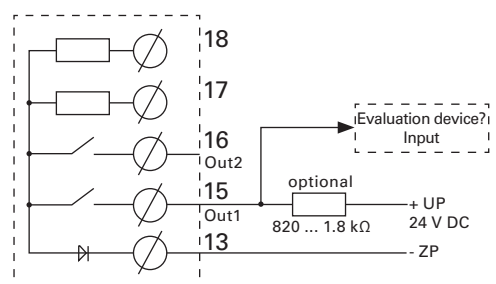 18
17
Evaluation device?
Input
16
Out2
optional
15
Out1
+ UP
820 ... 1.8 kΩ
24 V DC
13
- ZP